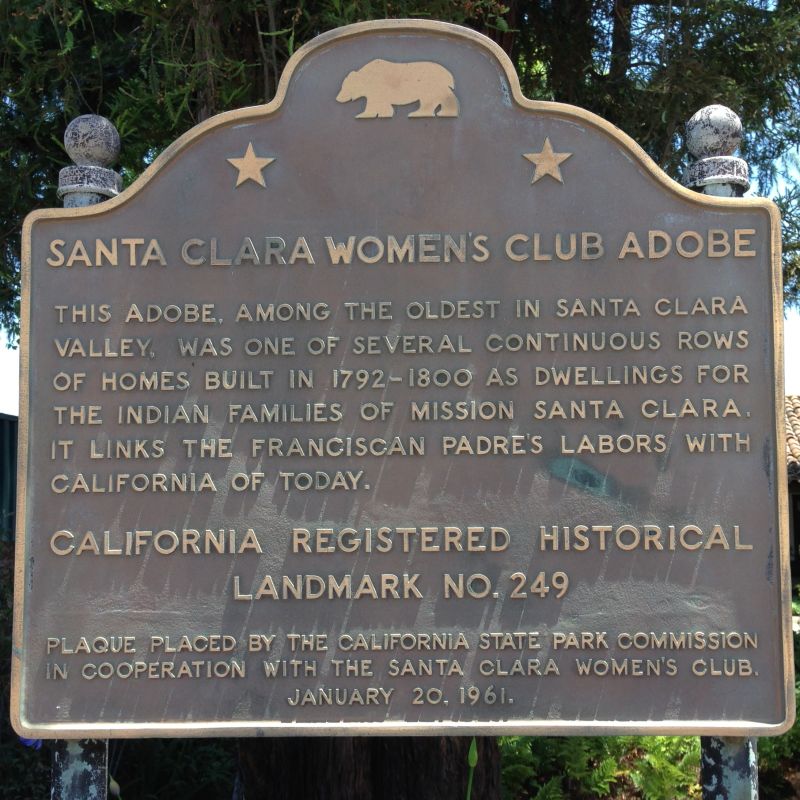 SANTA CLARA WOMEN'S CLUB ADOBE
THIS ADOBE, AMONG THE OLDEST IN SANTA CLARA
VALLEY, WAS ONE OF SEVERAL CONTINUOUS ROWS
OF HOMES BUILT IN 1792-1800 AS DWELLINGS FOR
THE INDIAN FAMILIES OF MISSION SANTA CLARA.
IT LINKS THE FRANCISCAN PADRE'S LABORS WITH
CALIFORNIA OF TODAY.
CALIFORNIA REGISTERED HISTORICAL
LANDMARK NO. 249
PLAQUE PLACED BY THE CALIFORNIA STATE PARK COMMISSION
IN COOPERATION WITH THE SANTA CLARA WOMEN'S CLUB.
JANUARY 20, 1961.